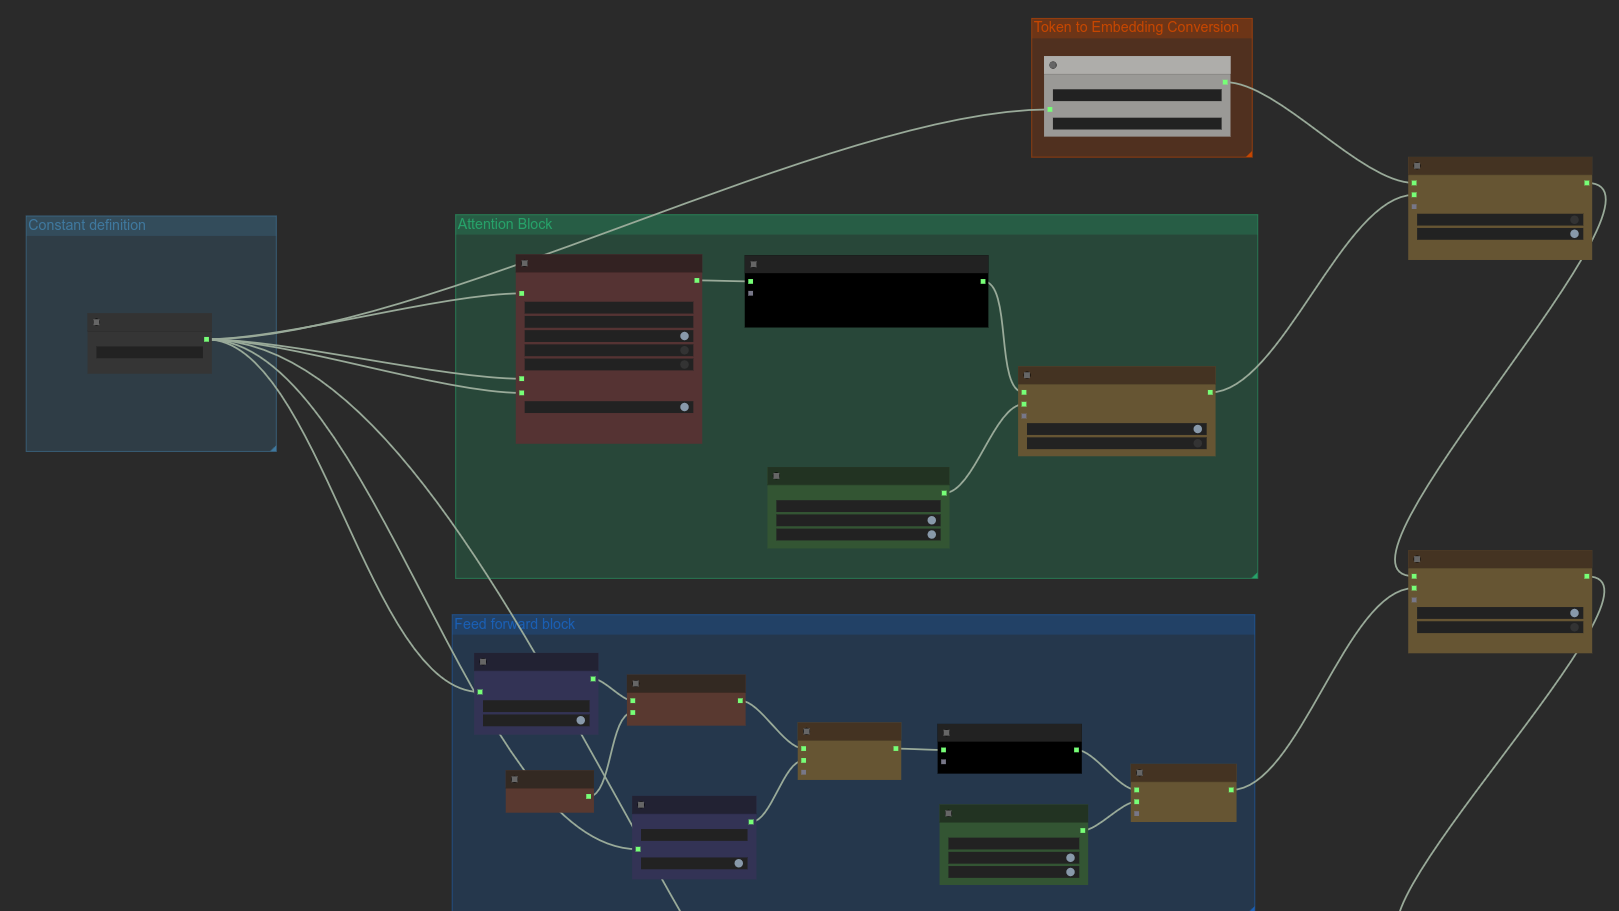 Token to Embedding Conversion
Constant definition
Attention Block
Feed forward block